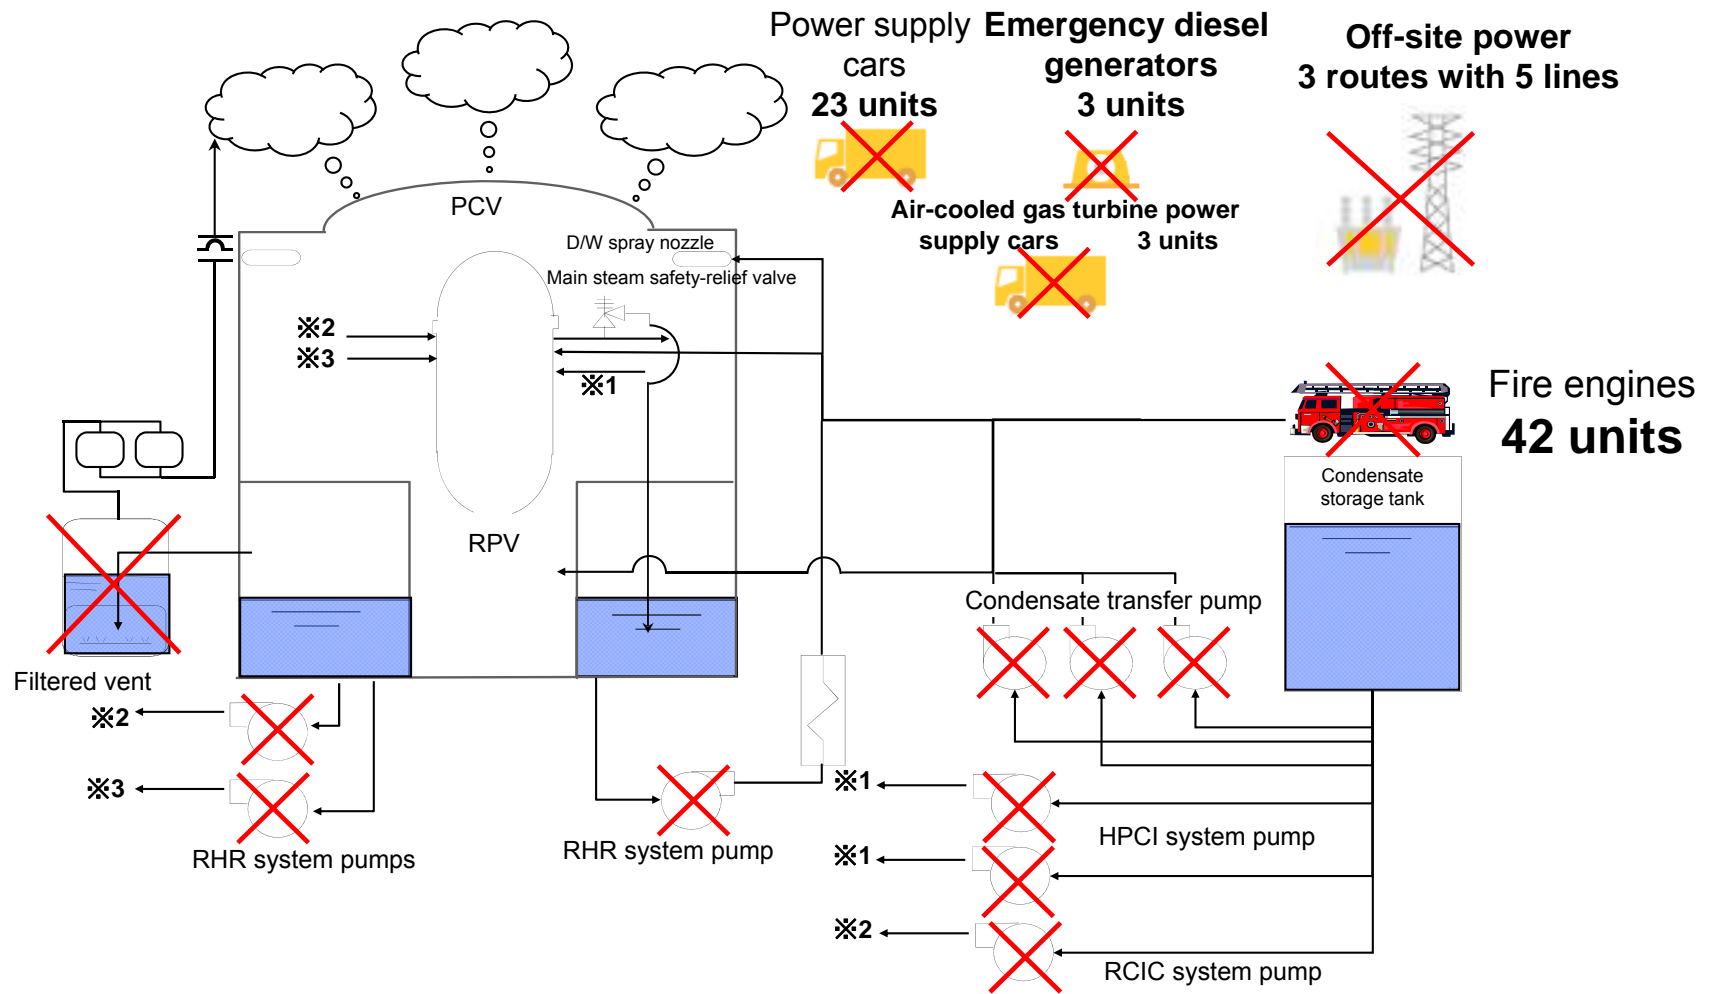 Power supply
cars
23 units
Emergency diesel
generators
3 units
Off-site power
3 routes with 5 lines
Air-cooled gas turbine power
supply cars 3 units
PCV
D/W spray nozzle
Main steam safety-relief valve
※2
※3
※1
RPV
Fire engines
42 units
Condensate
storage tank
Condensate transfer pump
Filtered vent
※2
※3
RHR system pumps
RHR system pump
※1
HPCI system pump
※1
※2
RCIC system pump